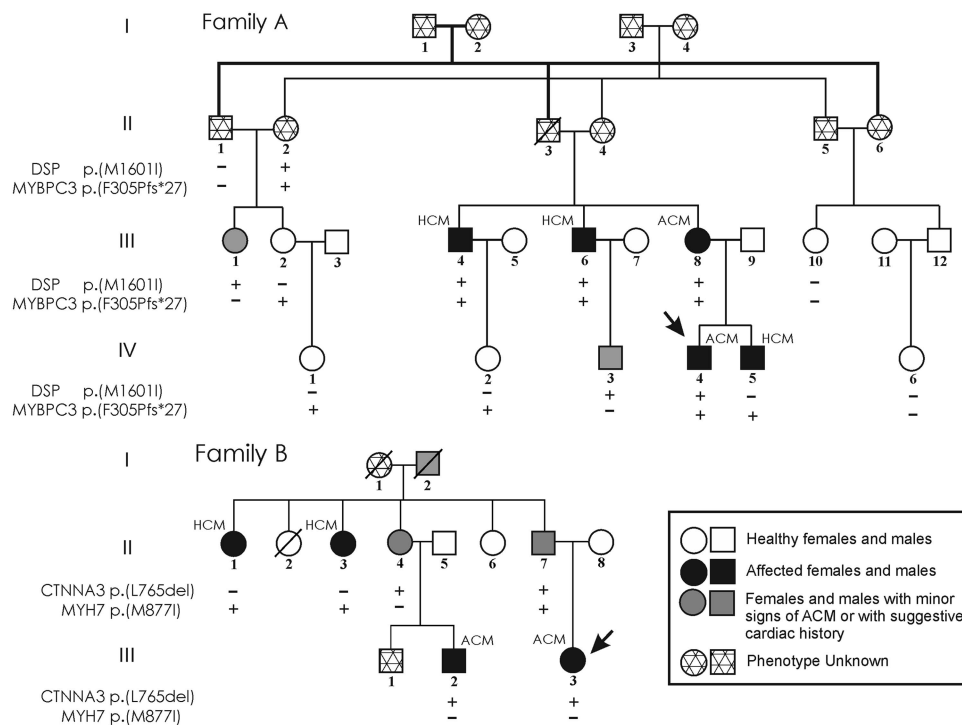 I Family A
1 2 3 4
II
1 2 3 4 5 6
DSP p.(M1601I) – +
MYBPC3 p.(F305Pfs*27) – +
HCM HCM ACM
III
1 2 3 4 5 6 7 8 9 10 11 12
DSP p.(M1601I) + – + + + –
MYBPC3 p.(F305Pfs*27) – + + + + –
ACM HCM
IV
1 2 3 4 5 6
DSP p.(M1601I) – – + + – –
MYBPC3 p.(F305Pfs*27) + + – + + –
I Family B
1 2
HCM HCM
II
1 2 3 4 5 6 7 8
CTNNA3 p.(L765del) – – + +
MYH7 p.(M877I) + + – +
ACM ACM
III
1 2 3
CTNNA3 p.(L765del) + +
MYH7 p.(M877I) – –
Healthy females and males
Affected females and males
Females and males with minor
signs of ACM or with suggestive
cardiac history
Phenotype Unknown